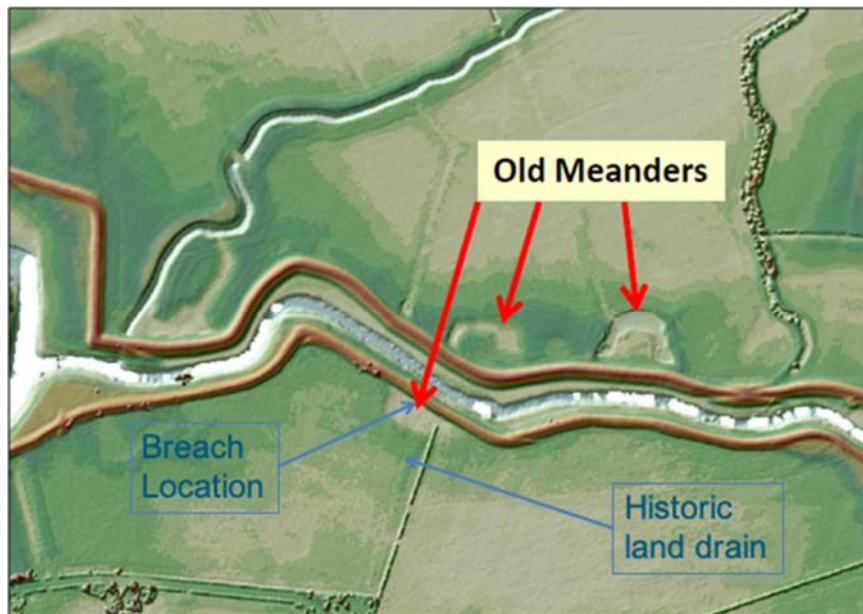 Old Meanders
Breach
Location
Historic
land drain